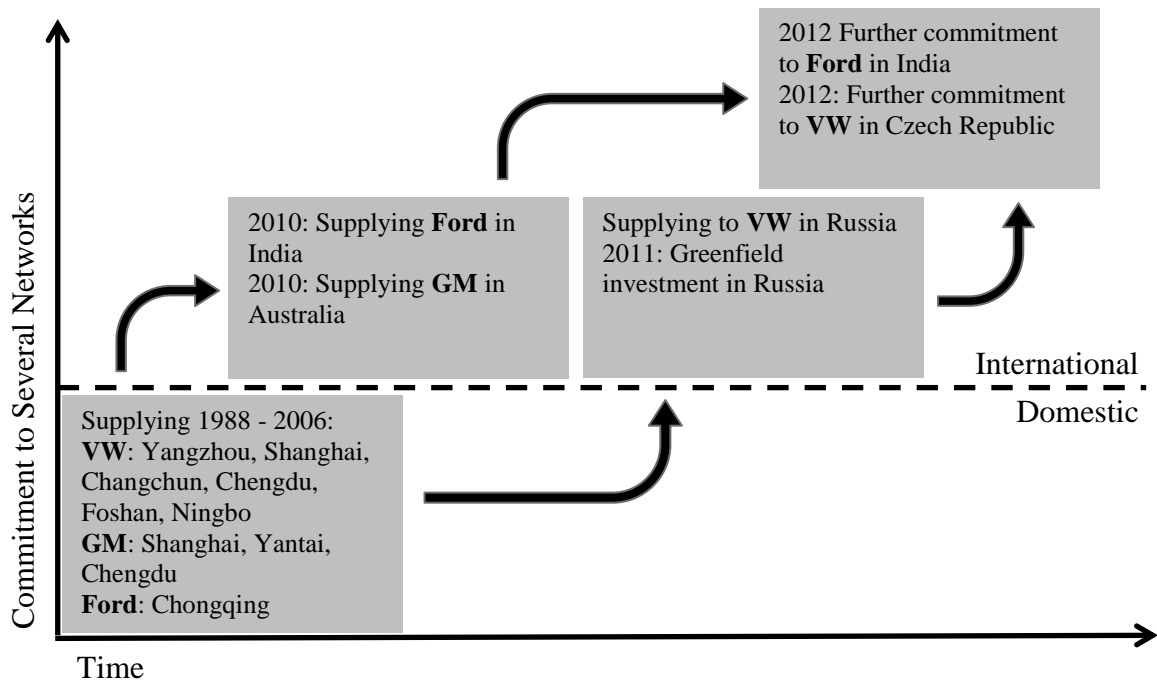 2012 Further commitment
to Ford in India
2012: Further commitment
to VW in Czech Republic
2010: Supplying Ford in
India
2010: Supplying GM in
Australia
Supplying to VW in Russia
2011: Greenfield
investment in Russia
International
Domestic
Supplying 1988 - 2006:
VW: Yangzhou, Shanghai,
Changchun, Chengdu,
Foshan, Ningbo
GM: Shanghai, Yantai,
Chengdu
Ford: Chongqing
Commitment to Several Networks
Time